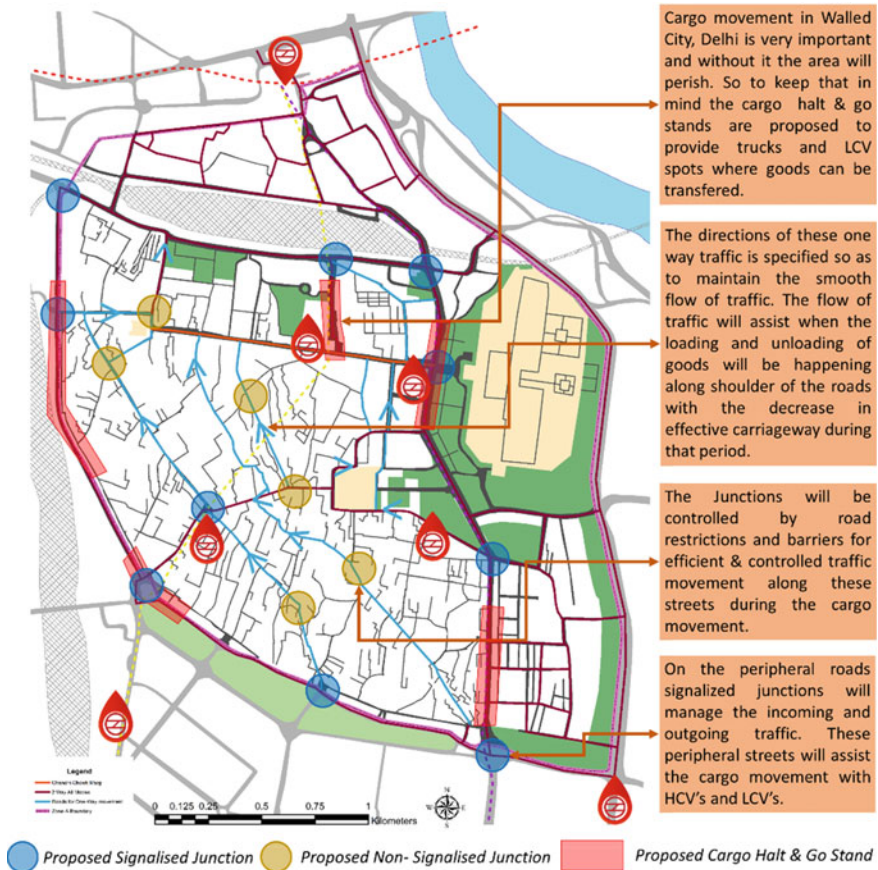 Cargo movement in Walled
City, Delhi is very important
and without it the area will
perish. So to keep that in
mind the cargo halt & go
stands are proposed to
provide trucks and LCV
spots where goods can be
transfered.
The directions of these one
way traffic is specified so as
to maintain the smooth
flow of traffic. The flow of
traffic will assist when the
loading and unloading of
goods will be happening
along shoulder of the roads
with the decrease in
effective carriageway during
that period.
The Junctions will be
controlled by road
restrictions and barriers for
efficient & controlled traffic
movement along these
streets during the cargo
movement.
On the peripheral roads
signalized junctions will
manage the incoming and
outgoing traffic. These
peripheral streets will assist
the cargo movement with
HCV's and LCV's.
Legend
Roads for One-Way movement
0 0.125 0.25 0.5 0.75 1
Kilometers
N
W E
S
Proposed Signalised Junction Proposed Non- Signalised Junction Proposed Cargo Halt & Go Stand